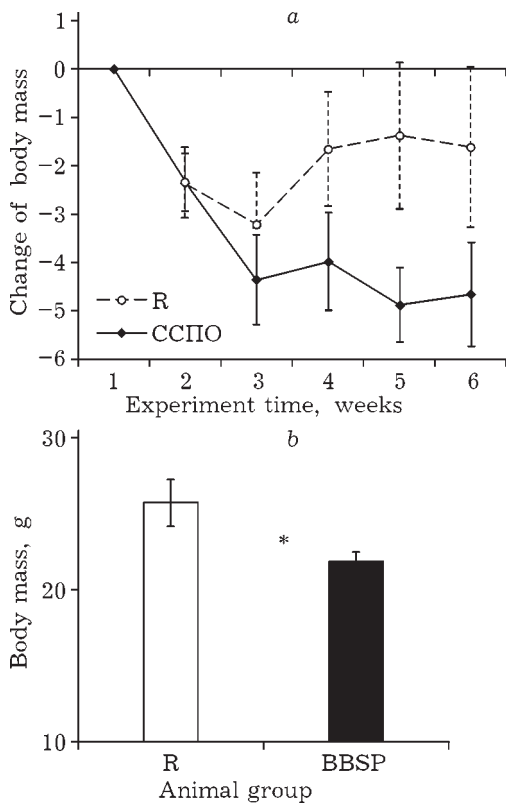 a
Change of body mass
1
0
−1
−2
−3
−4
−5
−6
R
ССПО
1 2 3 4 5 6
Experiment time, weeks
b
Body mass, g
30
20
10
*
R BBSP
Animal group